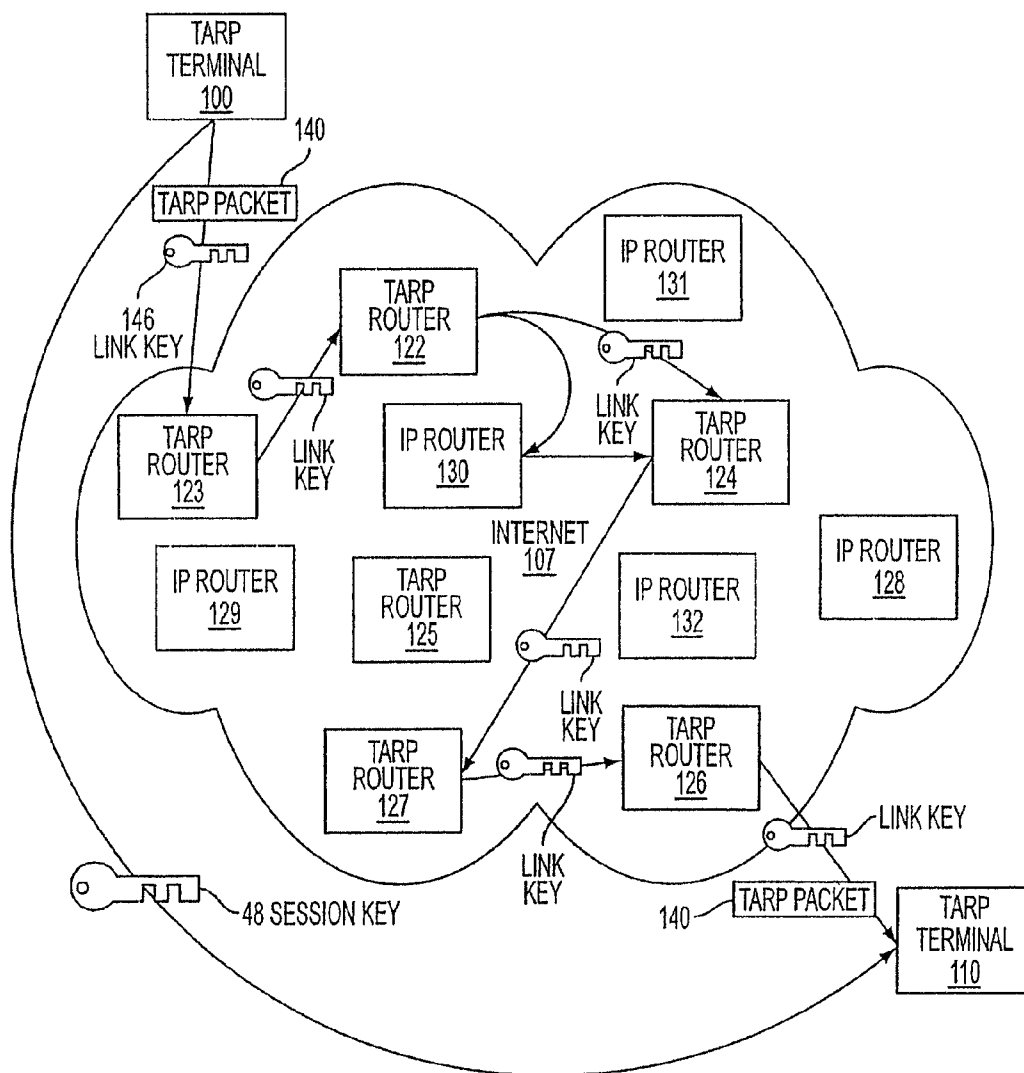 TARP
TERMINAL
100
140
TARP PACKET
146
LINK KEY
IP ROUTER
131
TARP
ROUTER
122
LINK
KEY
LINK
KEY
TARP
ROUTER
123
IP ROUTER
130
TARP
ROUTER
124
INTERNET
107
IP ROUTER
129
TARP
ROUTER
125
IP ROUTER
132
IP ROUTER
128
LINK
KEY
TARP
ROUTER
127
TARP
ROUTER
126
LINK
KEY
LINK KEY
48 SESSION KEY
140
TARP PACKET
TARP
TERMINAL
110